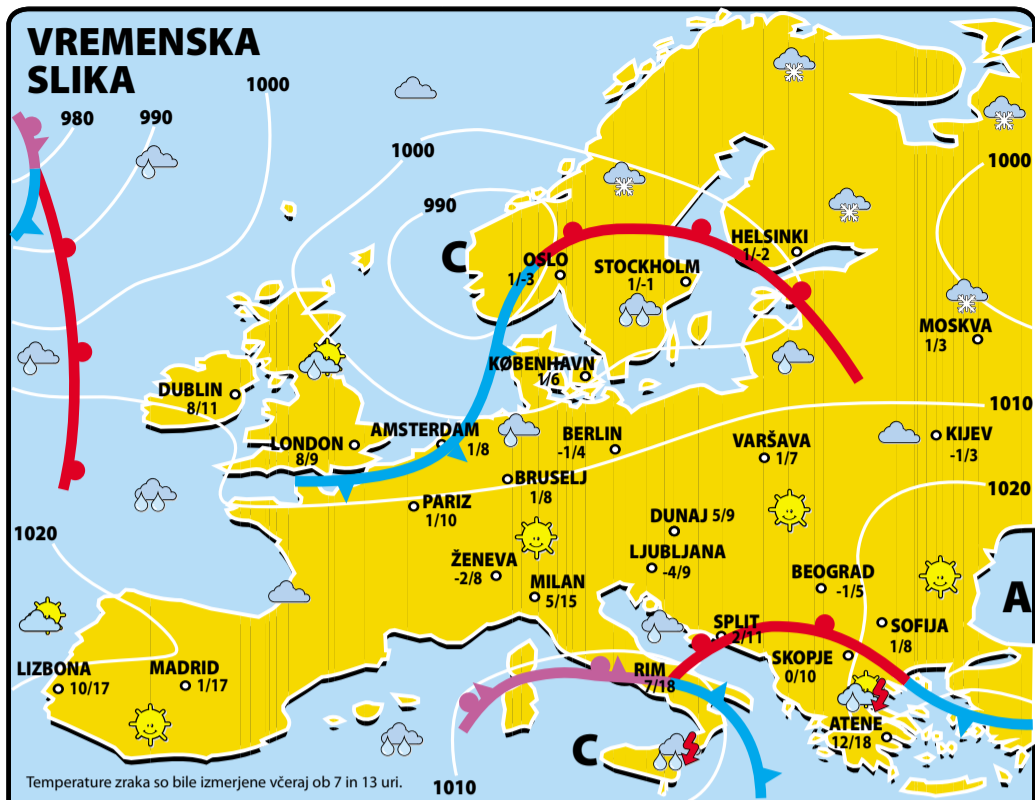 VREMENSKA
SLIKA
1000
980
990
1000
1000
990
C
OSLO
1/-3
STOCKHOLM
1/-1
HELSINKI
1/-2
MOSKVA
1/3
KØBENHAVN
1/6
DUBLIN
8/11
1010
LONDON
8/9
AMSTERDAM
1/8
BERLIN
-1/4
VARŠAVA
1/7
KIJEV
-1/3
BRUSELJ
1/8
1020
PARIZ
1/10
DUNAJ 5/9
1020
LJUBLJANA
-4/9
ŽENEVA
-2/8
MILAN
5/15
BEOGRAD
-1/5
A
SPLIT
2/11
SOFIJA
1/8
LIZBONA
10/17
MADRID
1/17
RIM
7/18
SKOPJE
0/10
C
ATENE
12/18
Temperature zraka so bile izmerjene včeraj ob 7 in 13 uri.
1010